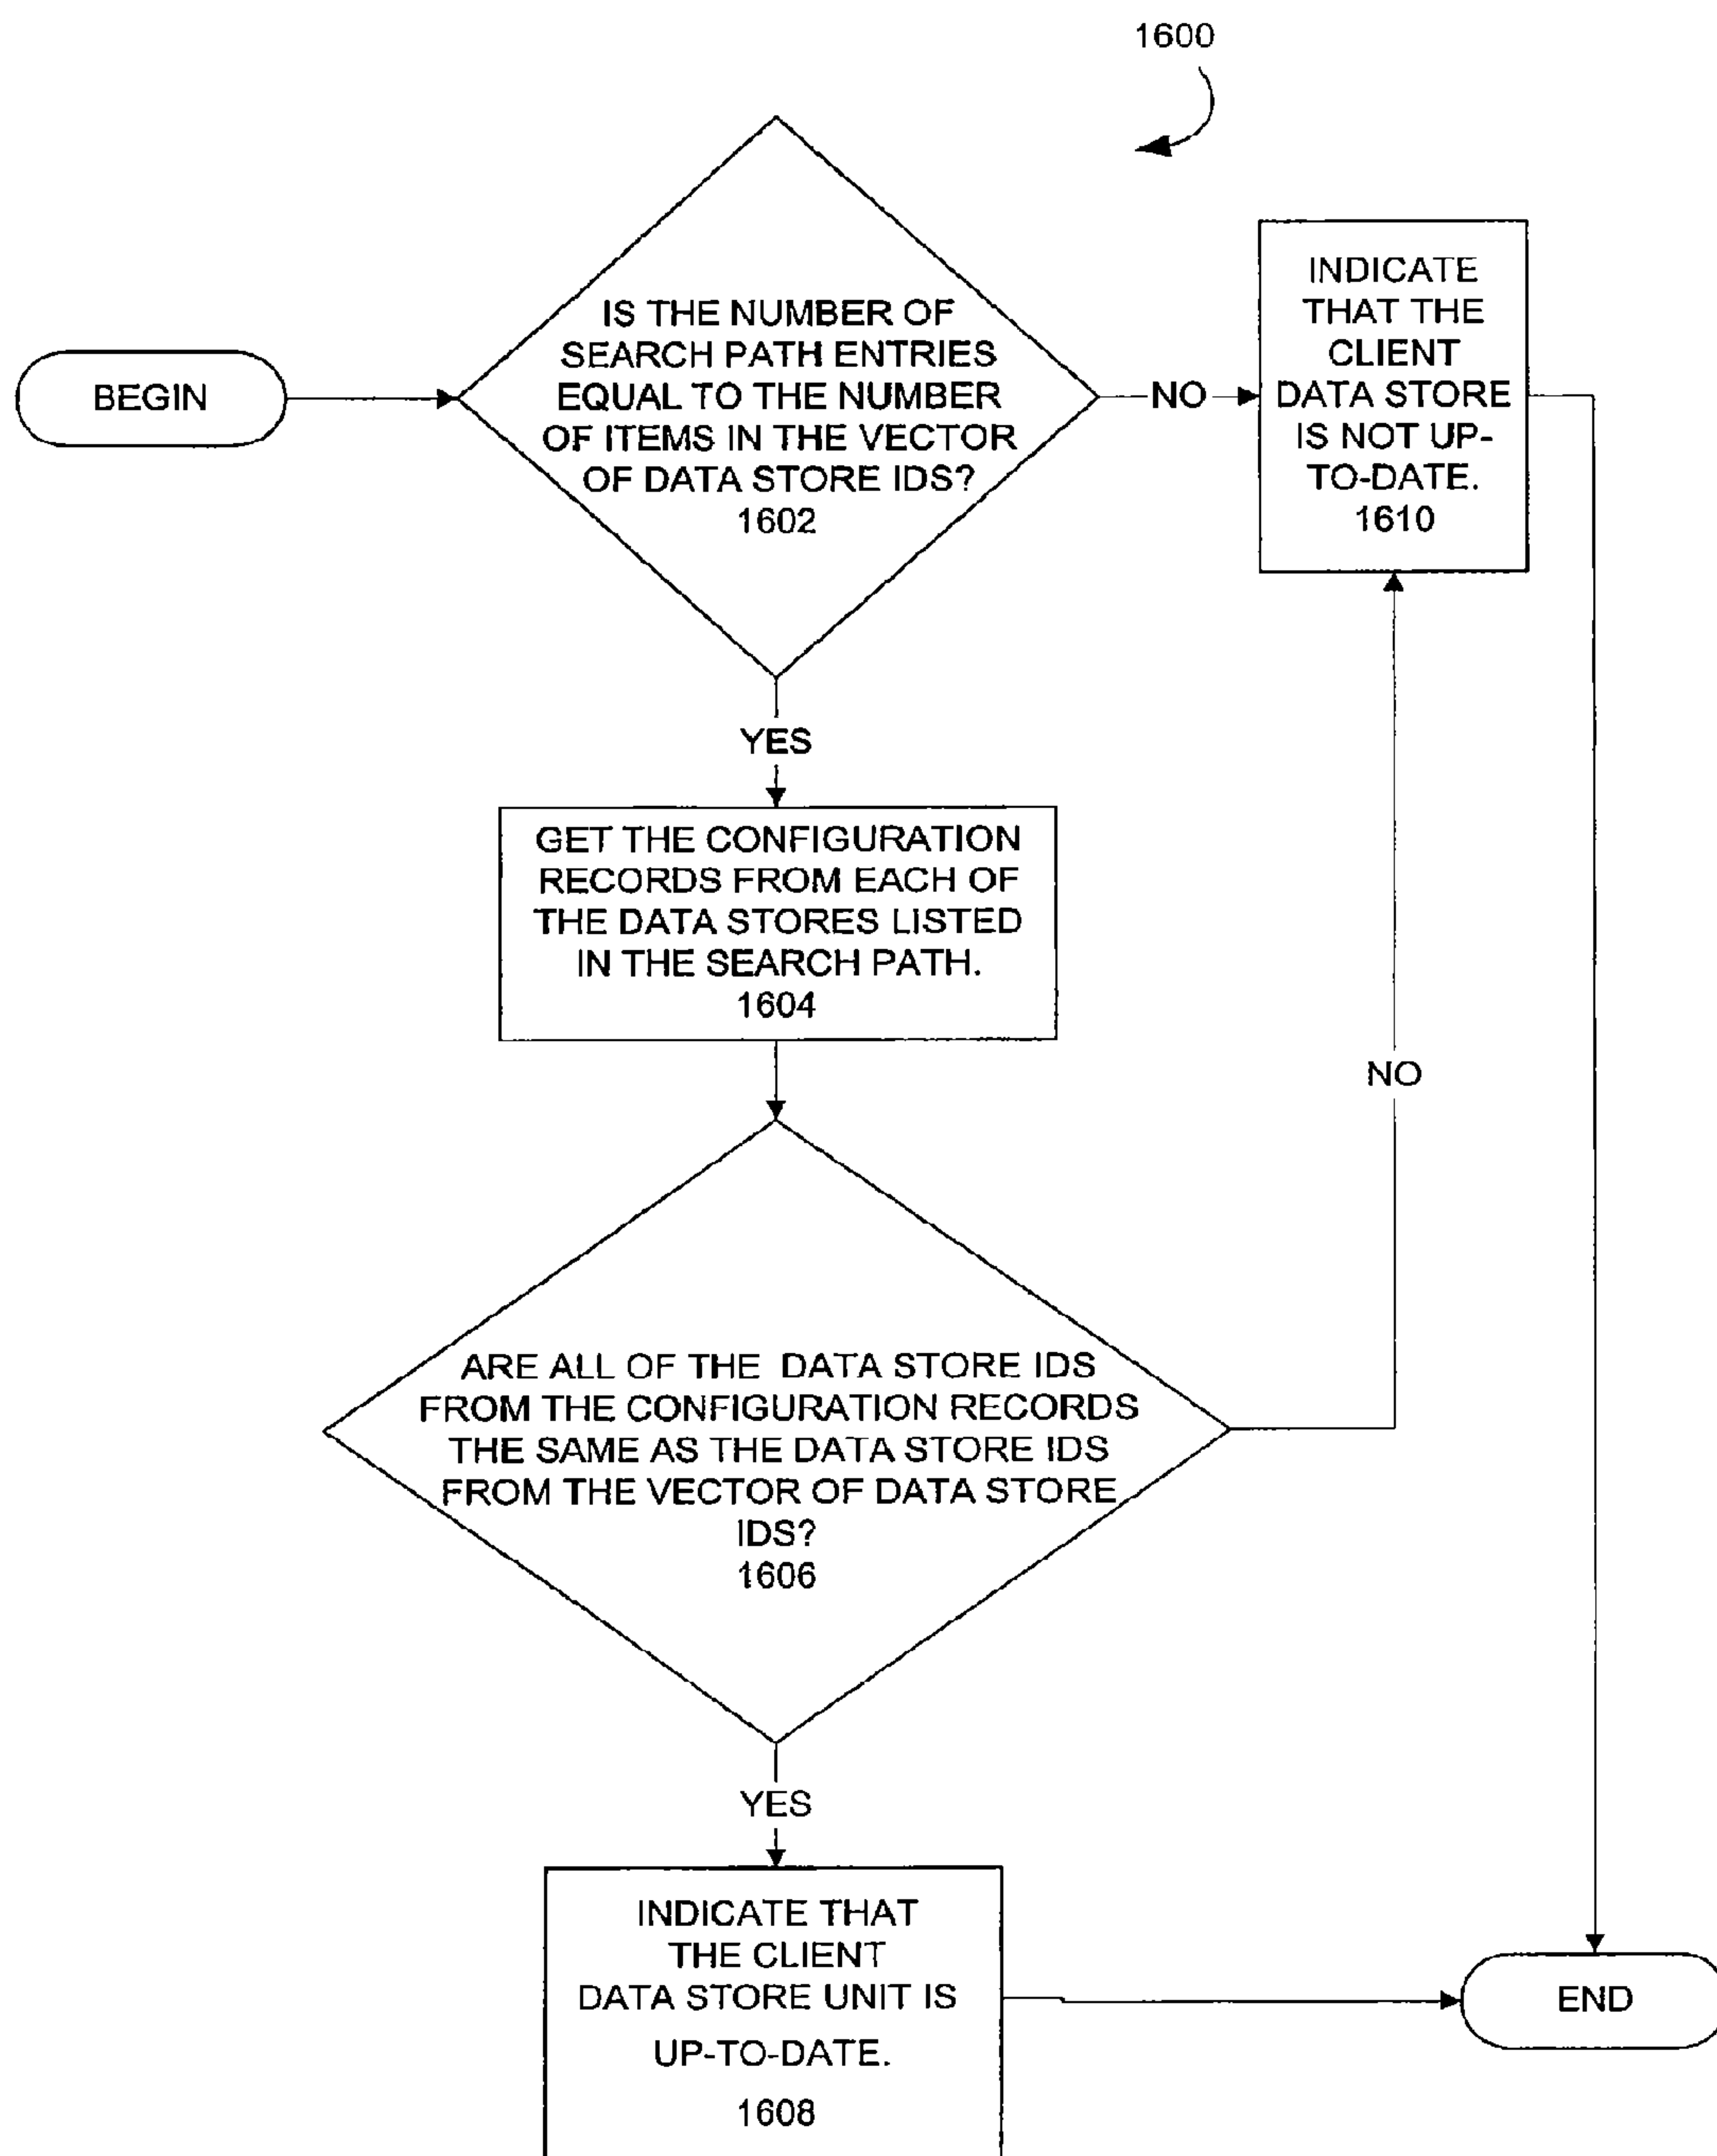 1600
BEGIN
IS THE NUMBER OF
SEARCH PATH ENTRIES
EQUAL TO THE NUMBER
OF ITEMS IN THE VECTOR
OF DATA STORE IDS?
1602
NO
INDICATE
THAT THE
CLIENT
DATA STORE
IS NOT UP-
TO-DATE.
1610
YES
GET THE CONFIGURATION
RECORDS FROM EACH OF
THE DATA STORES LISTED
IN THE SEARCH PATH.
1604
NO
ARE ALL OF THE DATA STORE IDS
FROM THE CONFIGURATION RECORDS
THE SAME AS THE DATA STORE IDS
FROM THE VECTOR OF DATA STORE
IDS?
1606
YES
INDICATE THAT
THE CLIENT
DATA STORE UNIT IS
UP-TO-DATE.
1608
END